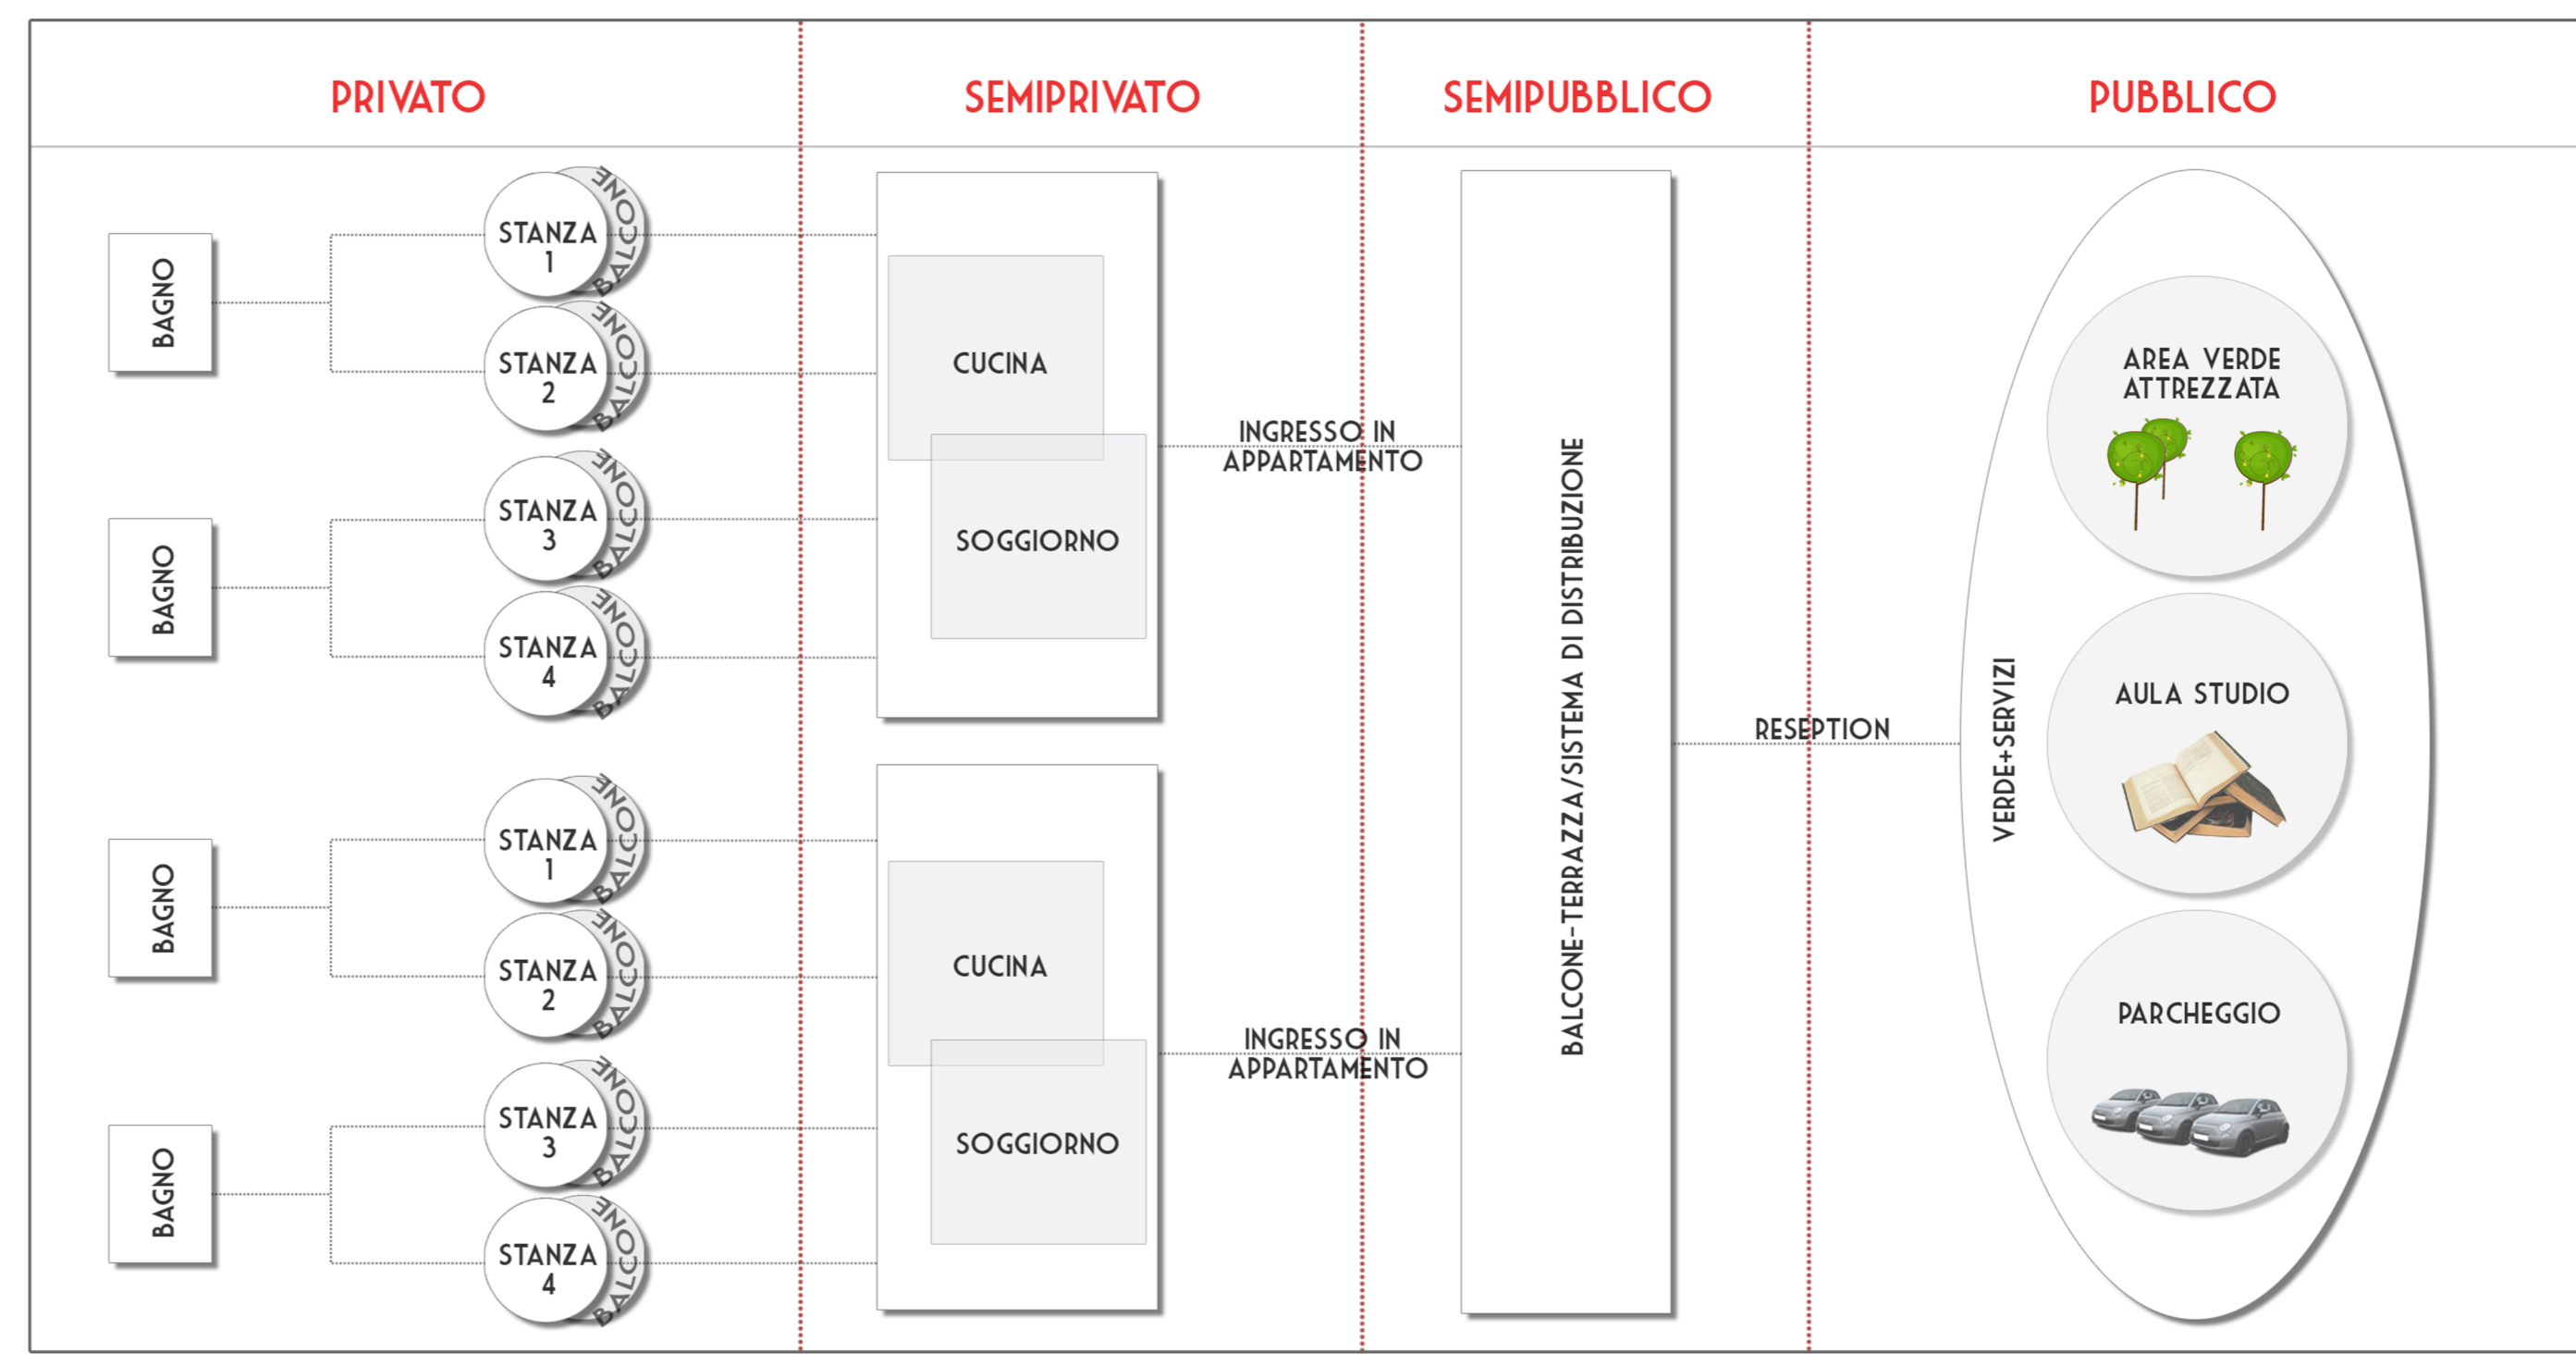 PRIVATO
SEMIPRIVATO
SEMIPUBBLICO
PUBBLICO
BAGNO
STANZA
1
BALCONE
STANZA
2
BALCONE
BAGNO
STANZA
3
BALCONE
STANZA
4
BALCONE
CUCINA
SOGGIORNO
INGRESSO IN
APPARTAMENTO
BAGNO
STANZA
1
BALCONE
STANZA
2
BALCONE
BAGNO
STANZA
3
BALCONE
STANZA
4
BALCONE
CUCINA
SOGGIORNO
INGRESSO IN
APPARTAMENTO
BALCONE-TERRAZZA/SISTEMA DI DISTRIBUZIONE
RESEPTION
VERDE+SERVIZI
AREA VERDE
ATTREZZATA
AULA STUDIO
PARCHEGGIO